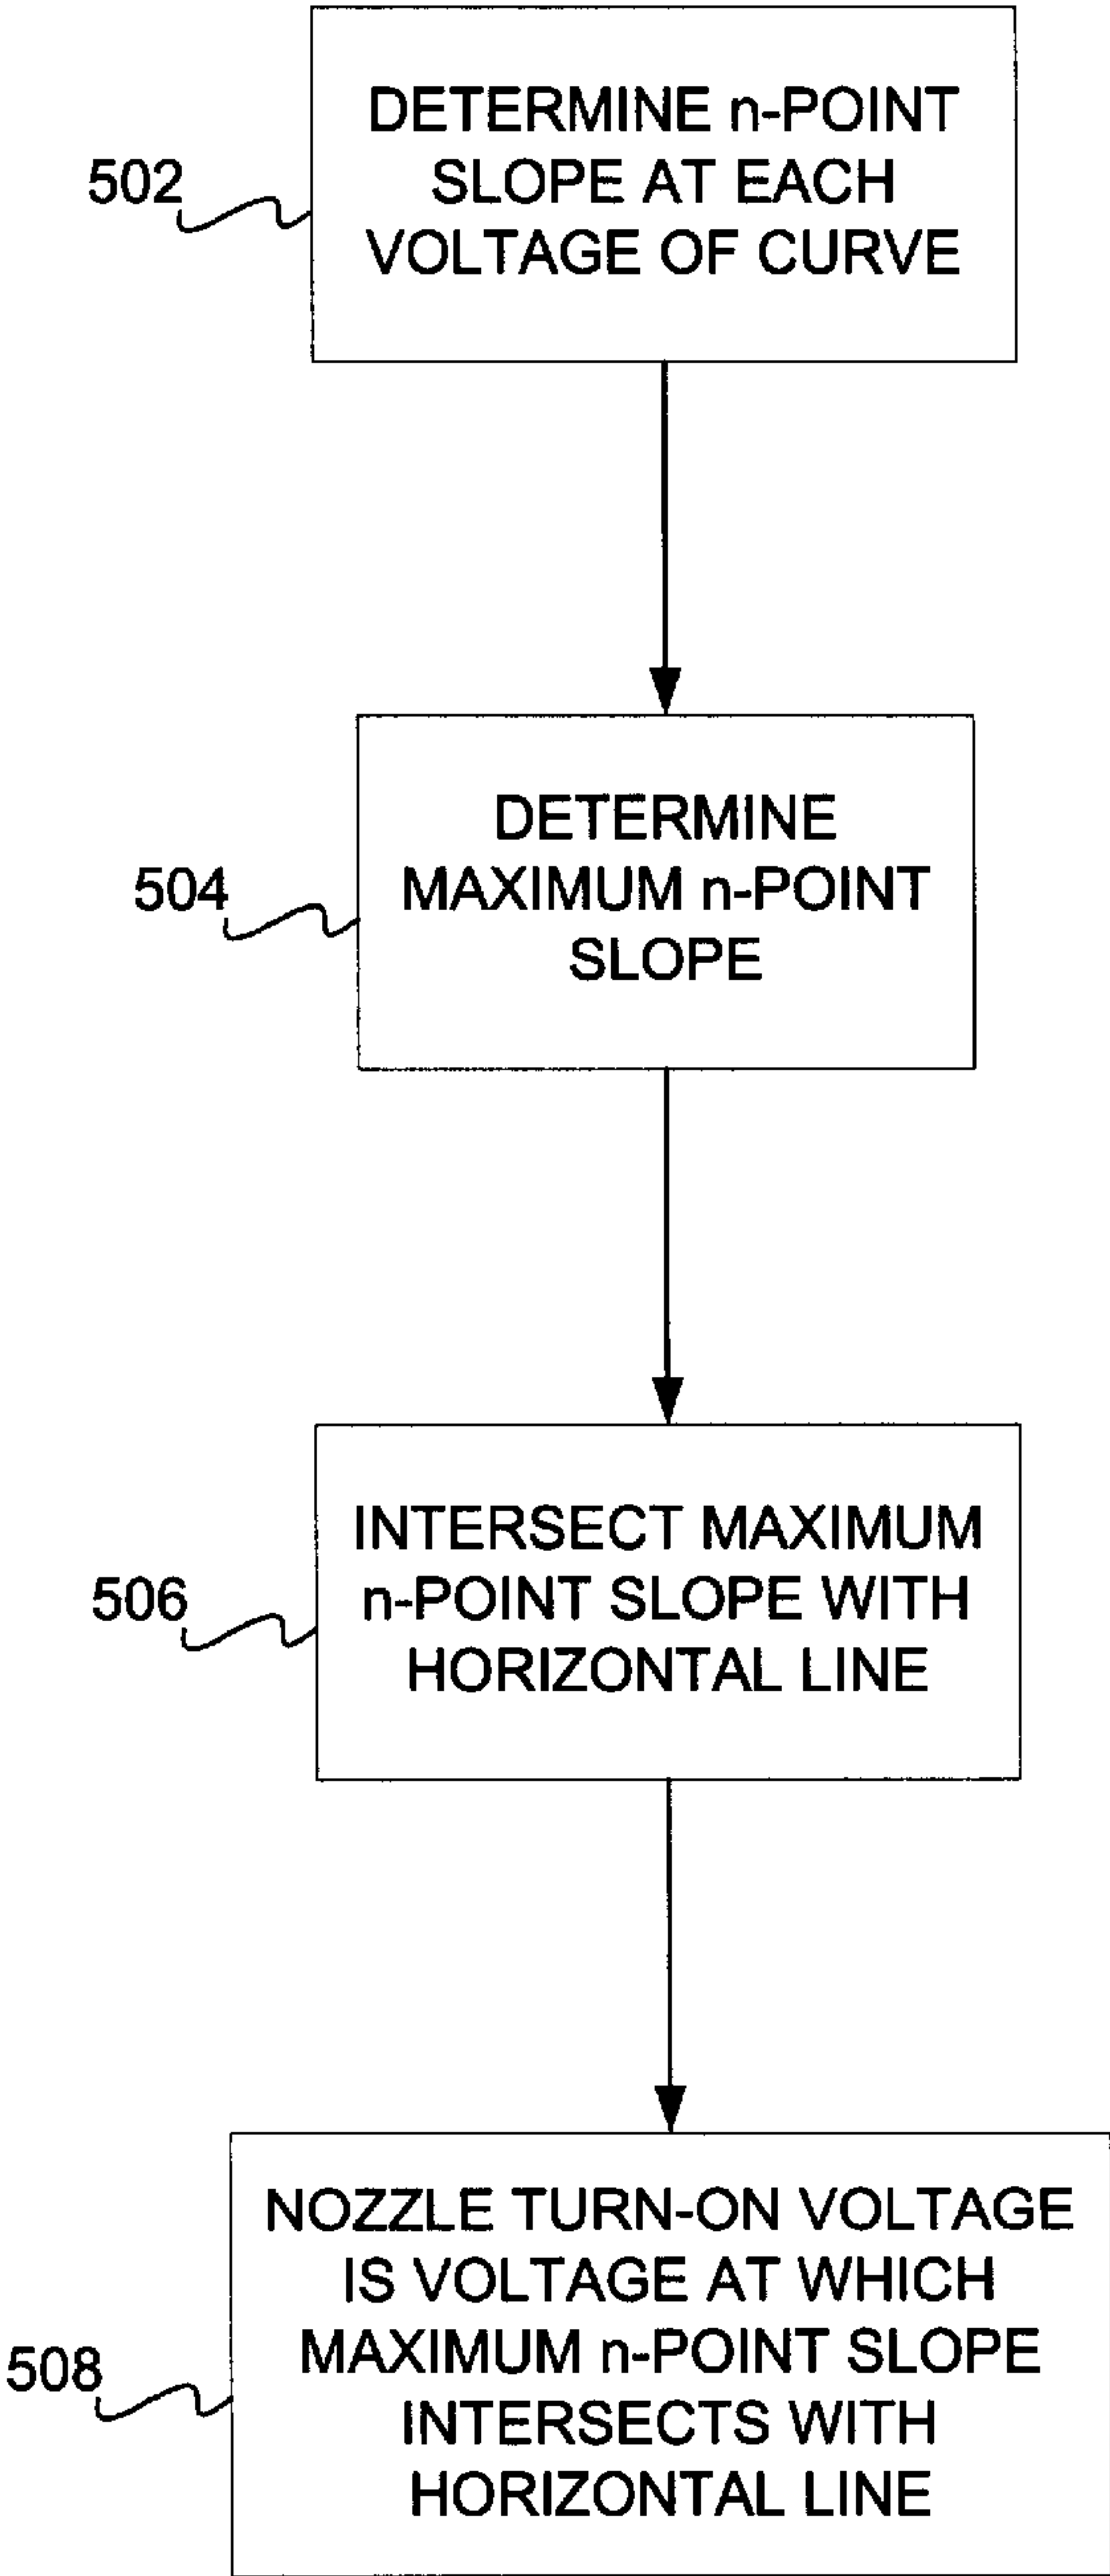 DETERMINE n-POINT
SLOPE AT EACH
VOLTAGE OF CURVE
502
DETERMINE
MAXIMUM n-POINT
SLOPE
504
INTERSECT MAXIMUM
n-POINT SLOPE WITH
HORIZONTAL LINE
506
NOZZLE TURN-ON VOLTAGE
IS VOLTAGE AT WHICH
MAXIMUM n-POINT SLOPE
INTERSECTS WITH
HORIZONTAL LINE
508